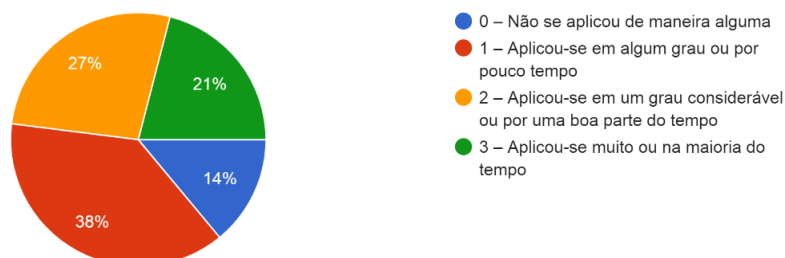 27%
21%
14%
38%
0 – Não se aplicou de maneira alguma
1 – Aplicou-se em algum grau ou por
pouco tempo
2 – Aplicou-se em um grau considerável
ou por uma boa parte do tempo
3 – Aplicou-se muito ou na maioria do
tempo